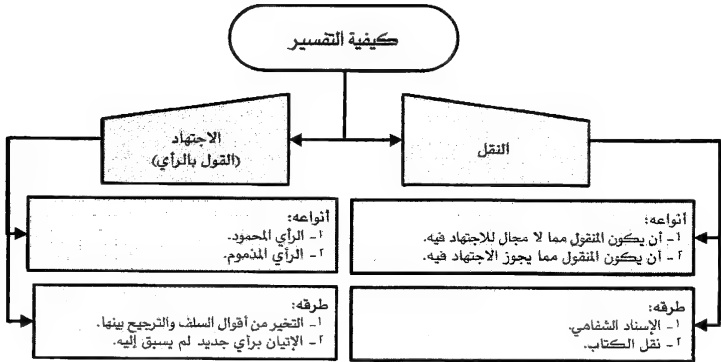 كيفية التفسير
النقل
أنواعه:
١- أن يكون المنقول مما لا مجال للاجتهاد فيه.
٢- أن يكون المنقول مما يجوز الاجتهاد فيه.
طرقه:
١- الإسناد الشفامي.
٢- نقل الكتاب.
الاجتهاد
(القول بالرأي)
أنواعه:
١- الرأي المحمود.
٢- الرأي المذموم.
طرقه:
١- التخير من أقوال السلف والترجيح بينها.
٢- الإتيان برأي جديد لم يسبق إليه.